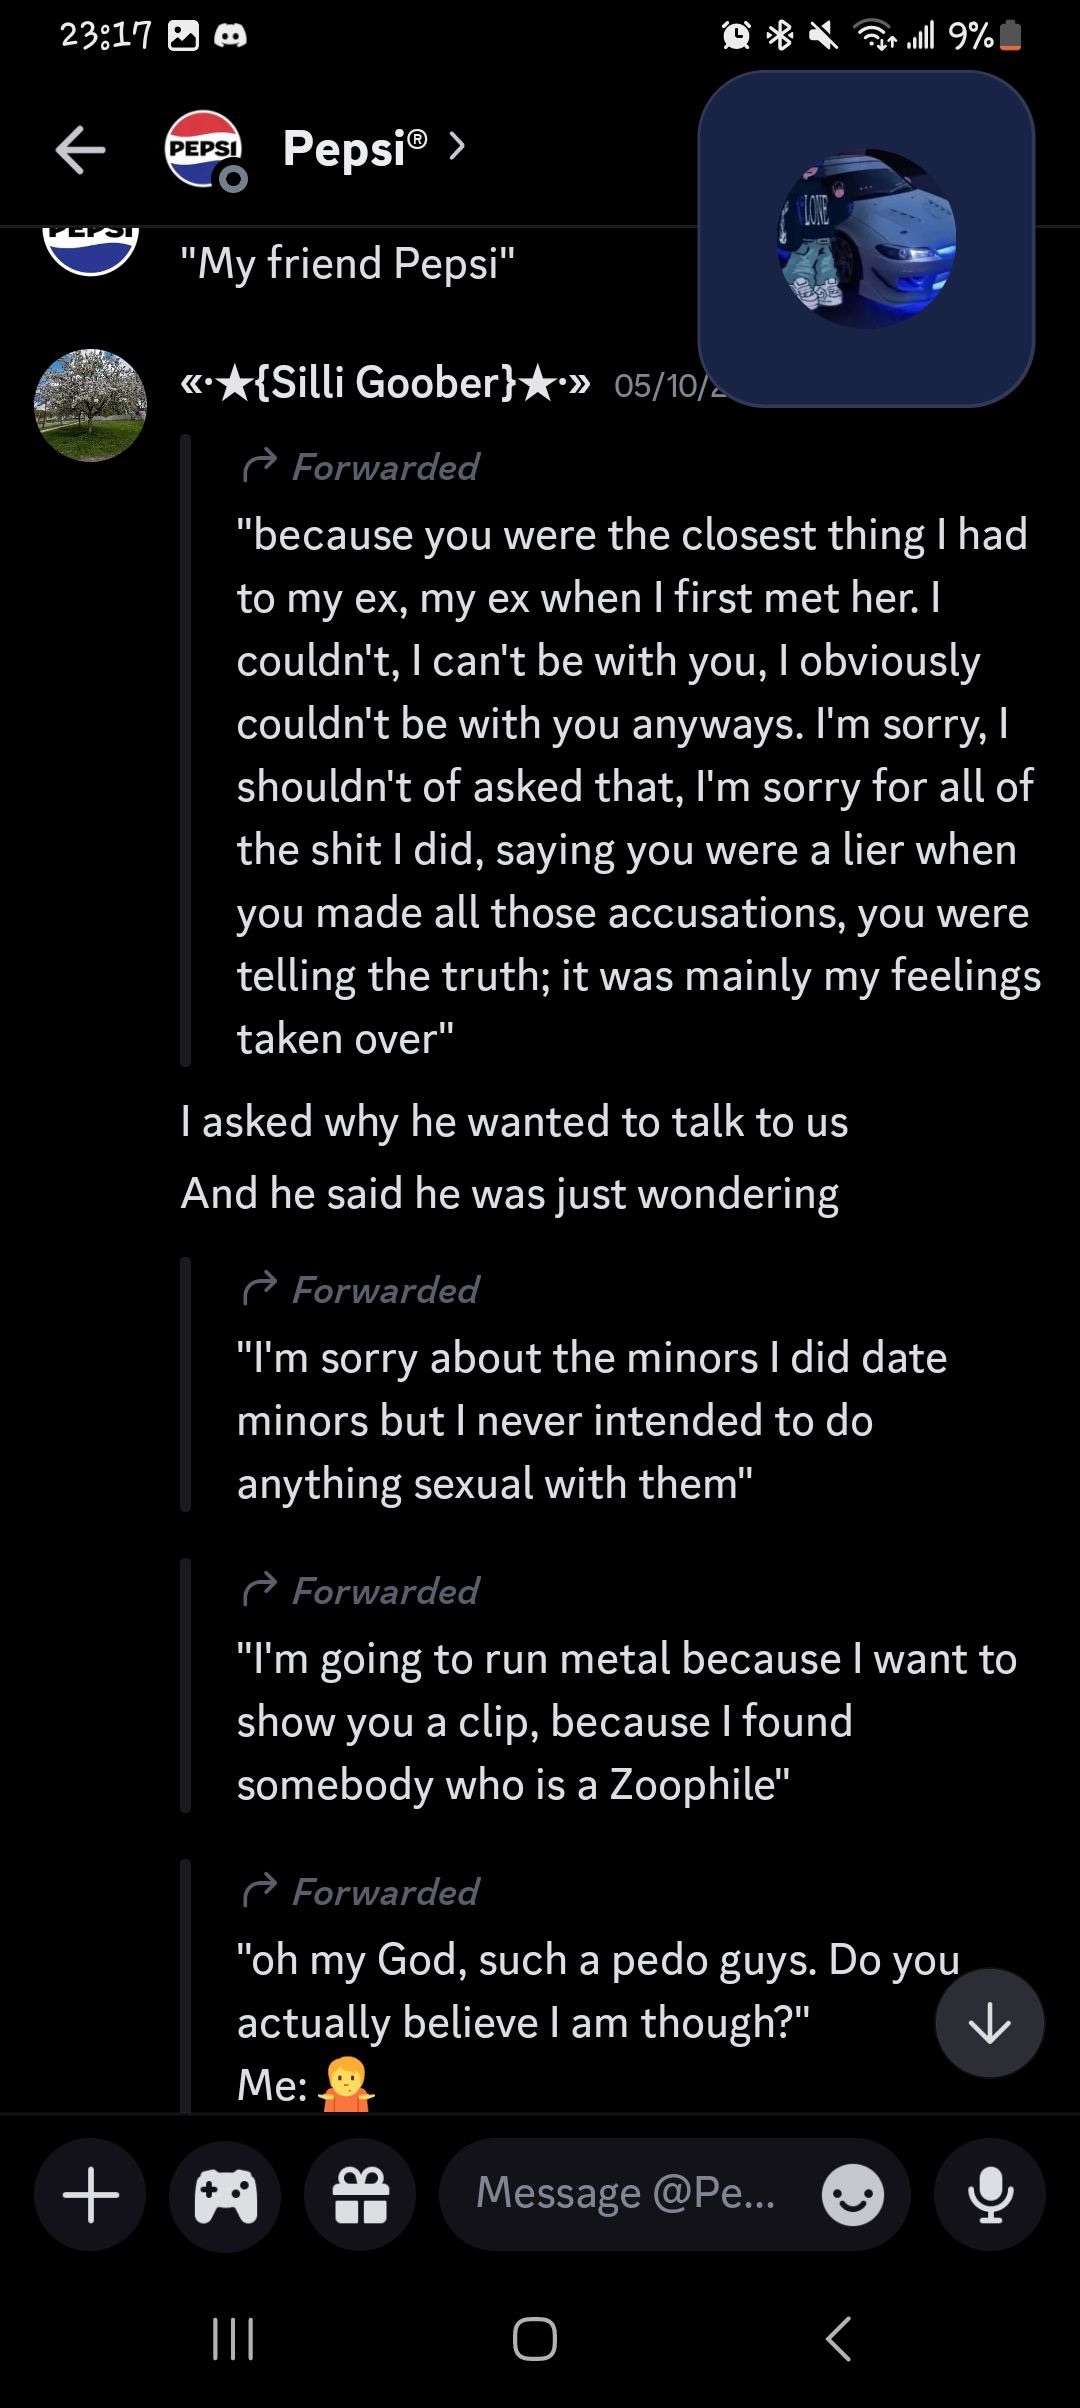 23:17
9%
PEPSI
Pepsi®
LONE
PEPSI
"My friend Pepsi"
«·★{Silli Goober}★·» 05/10/2
Forwarded
"because you were the closest thing I had
to my ex, my ex when I first met her. I
couldn't, I can't be with you, I obviously
couldn't be with you anyways. I'm sorry, I
shouldn't of asked that, I'm sorry for all of
the shit I did, saying you were a lier when
you made all those accusations, you were
telling the truth; it was mainly my feelings
taken over"
I asked why he wanted to talk to us
And he said he was just wondering
Forwarded
"I'm sorry about the minors I did date
minors but I never intended to do
anything sexual with them"
Forwarded
"I'm going to run metal because I want to
show you a clip, because I found
somebody who is a Zoophile"
Forwarded
"oh my God, such a pedo guys. Do you
actually believe I am though?"
Me: 🤷
Message @Pe...